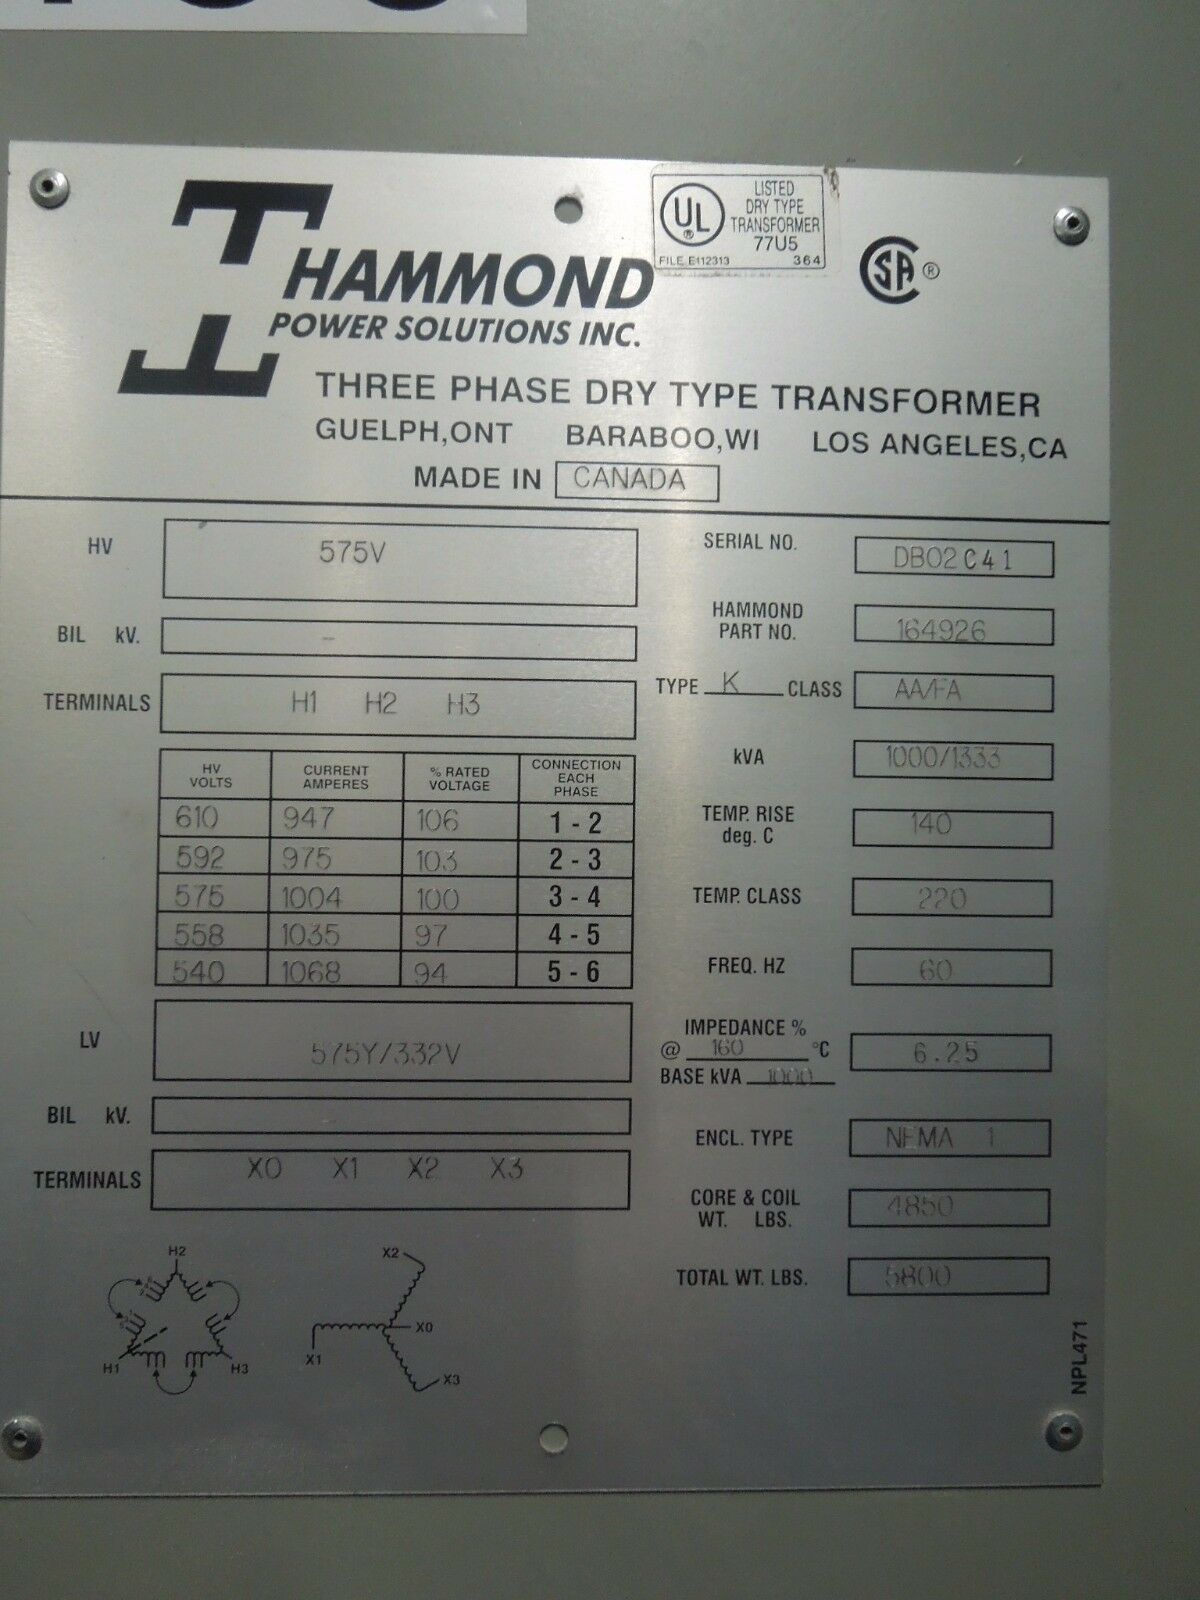 HAMMOND
POWER SOLUTIONS INC.
UL ®
LISTED
DRY TYPE
TRANSFORMER
77U5
FILE E112313 364
SA ®
THREE PHASE DRY TYPE TRANSFORMER
GUELPH,ONT BARABOO,WI LOS ANGELES,CA
MADE IN CANADA
HV 575V
BIL kV. -
TERMINALS H1 H2 H3
HV VOLTS CURRENT AMPERES % RATED VOLTAGE CONNECTION EACH PHASE
610 947 106 1 - 2
592 975 103 2 - 3
575 1004 100 3 - 4
558 1035 97 4 - 5
540 1068 94 5 - 6
LV 575Y/332V
BIL kV.
TERMINALS X0 X1 X2 X3
H2
H1
H3
X2
X0
X1
X3
SERIAL NO. DB02C41
HAMMOND
PART NO. 164926
TYPE K CLASS AA/FA
kVA 1000/1333
TEMP. RISE
deg. C 140
TEMP. CLASS 220
FREQ. HZ 60
IMPEDANCE %
@ 160 °C 6.25
BASE kVA 1000
ENCL. TYPE NEMA 1
CORE & COIL
WT. LBS. 4850
TOTAL WT. LBS. 5800
NPL471